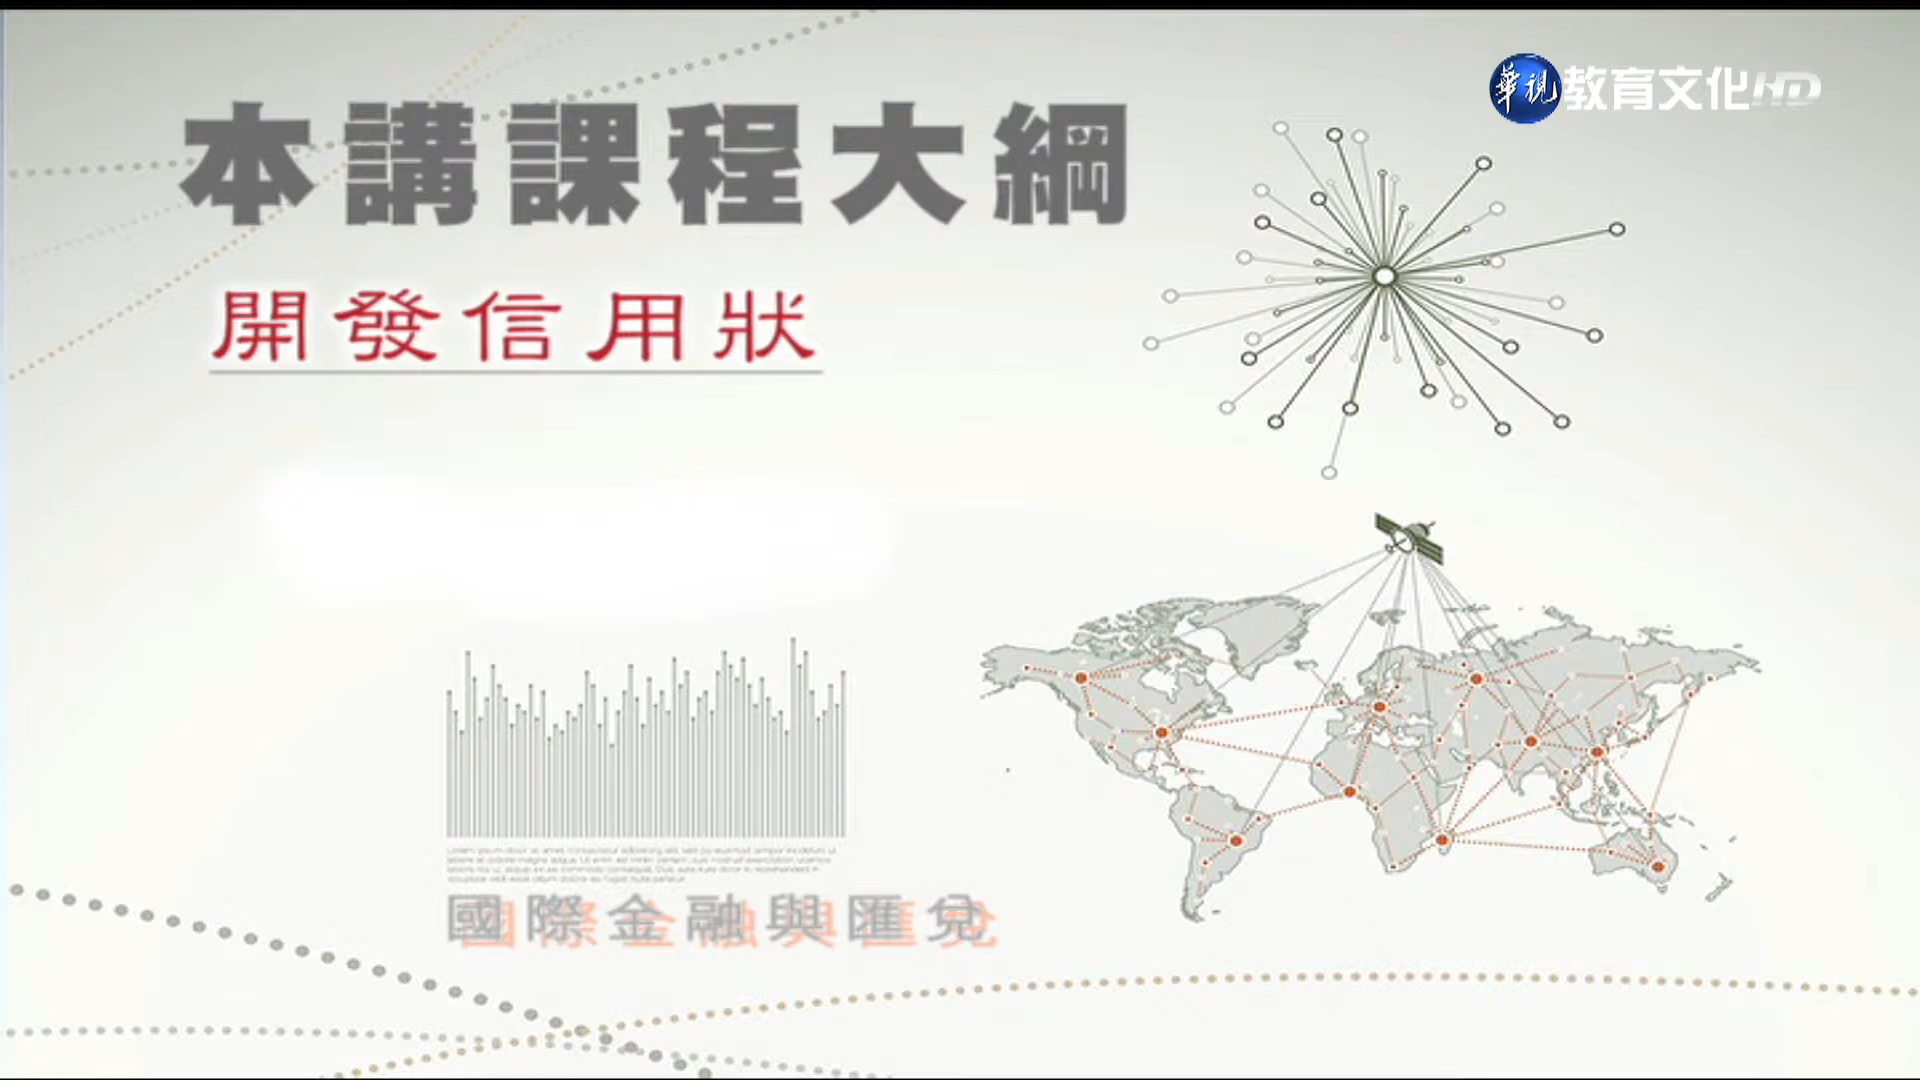 華視 教育文化HD
本講課程大綱
開發信用狀
國際金融與匯兌